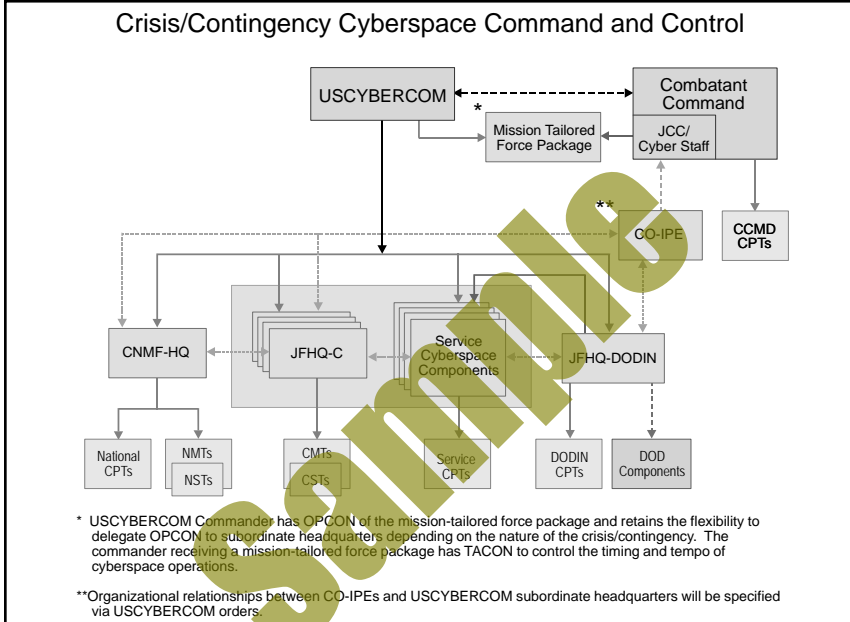 Crisis/Contingency Cyberspace Command and Control
USCYBERCOM
Combatant
Command
*
Mission Tailored
Force Package
JCC/
Cyber Staff
**
CO-IPE
CCMD
CPTs
CNMF-HQ
JFHQ-C
Service
Cyberspace
Components
JFHQ-DODIN
National
CPTs
NMTs
NSTs
CMTs
CSTs
Service
CPTs
DODIN
CPTs
DOD
Components
* USCYBERCOM Commander has OPCON of the mission-tailored force package and retains the flexibility to
delegate OPCON to subordinate headquarters depending on the nature of the crisis/contingency. The
commander receiving a mission-tailored force package has TACON to control the timing and tempo of
cyberspace operations.
**Organizational relationships between CO-IPEs and USCYBERCOM subordinate headquarters will be specified
via USCYBERCOM orders.
Sample